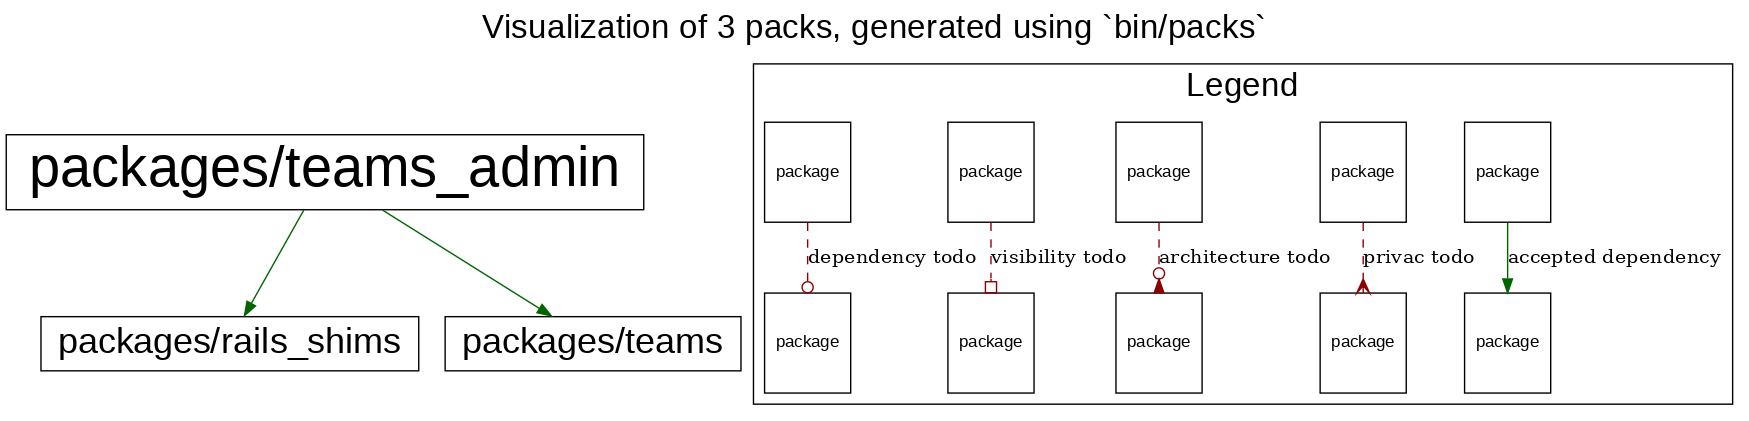 Visualization of 3 packs, generated using `bin/packs`
packages/teams_admin
packages/rails_shims
packages/teams
Legend
package
package
package
package
package
dependency todo
visibility todo
architecture todo
privac todo
accepted dependency
package
package
package
package
package